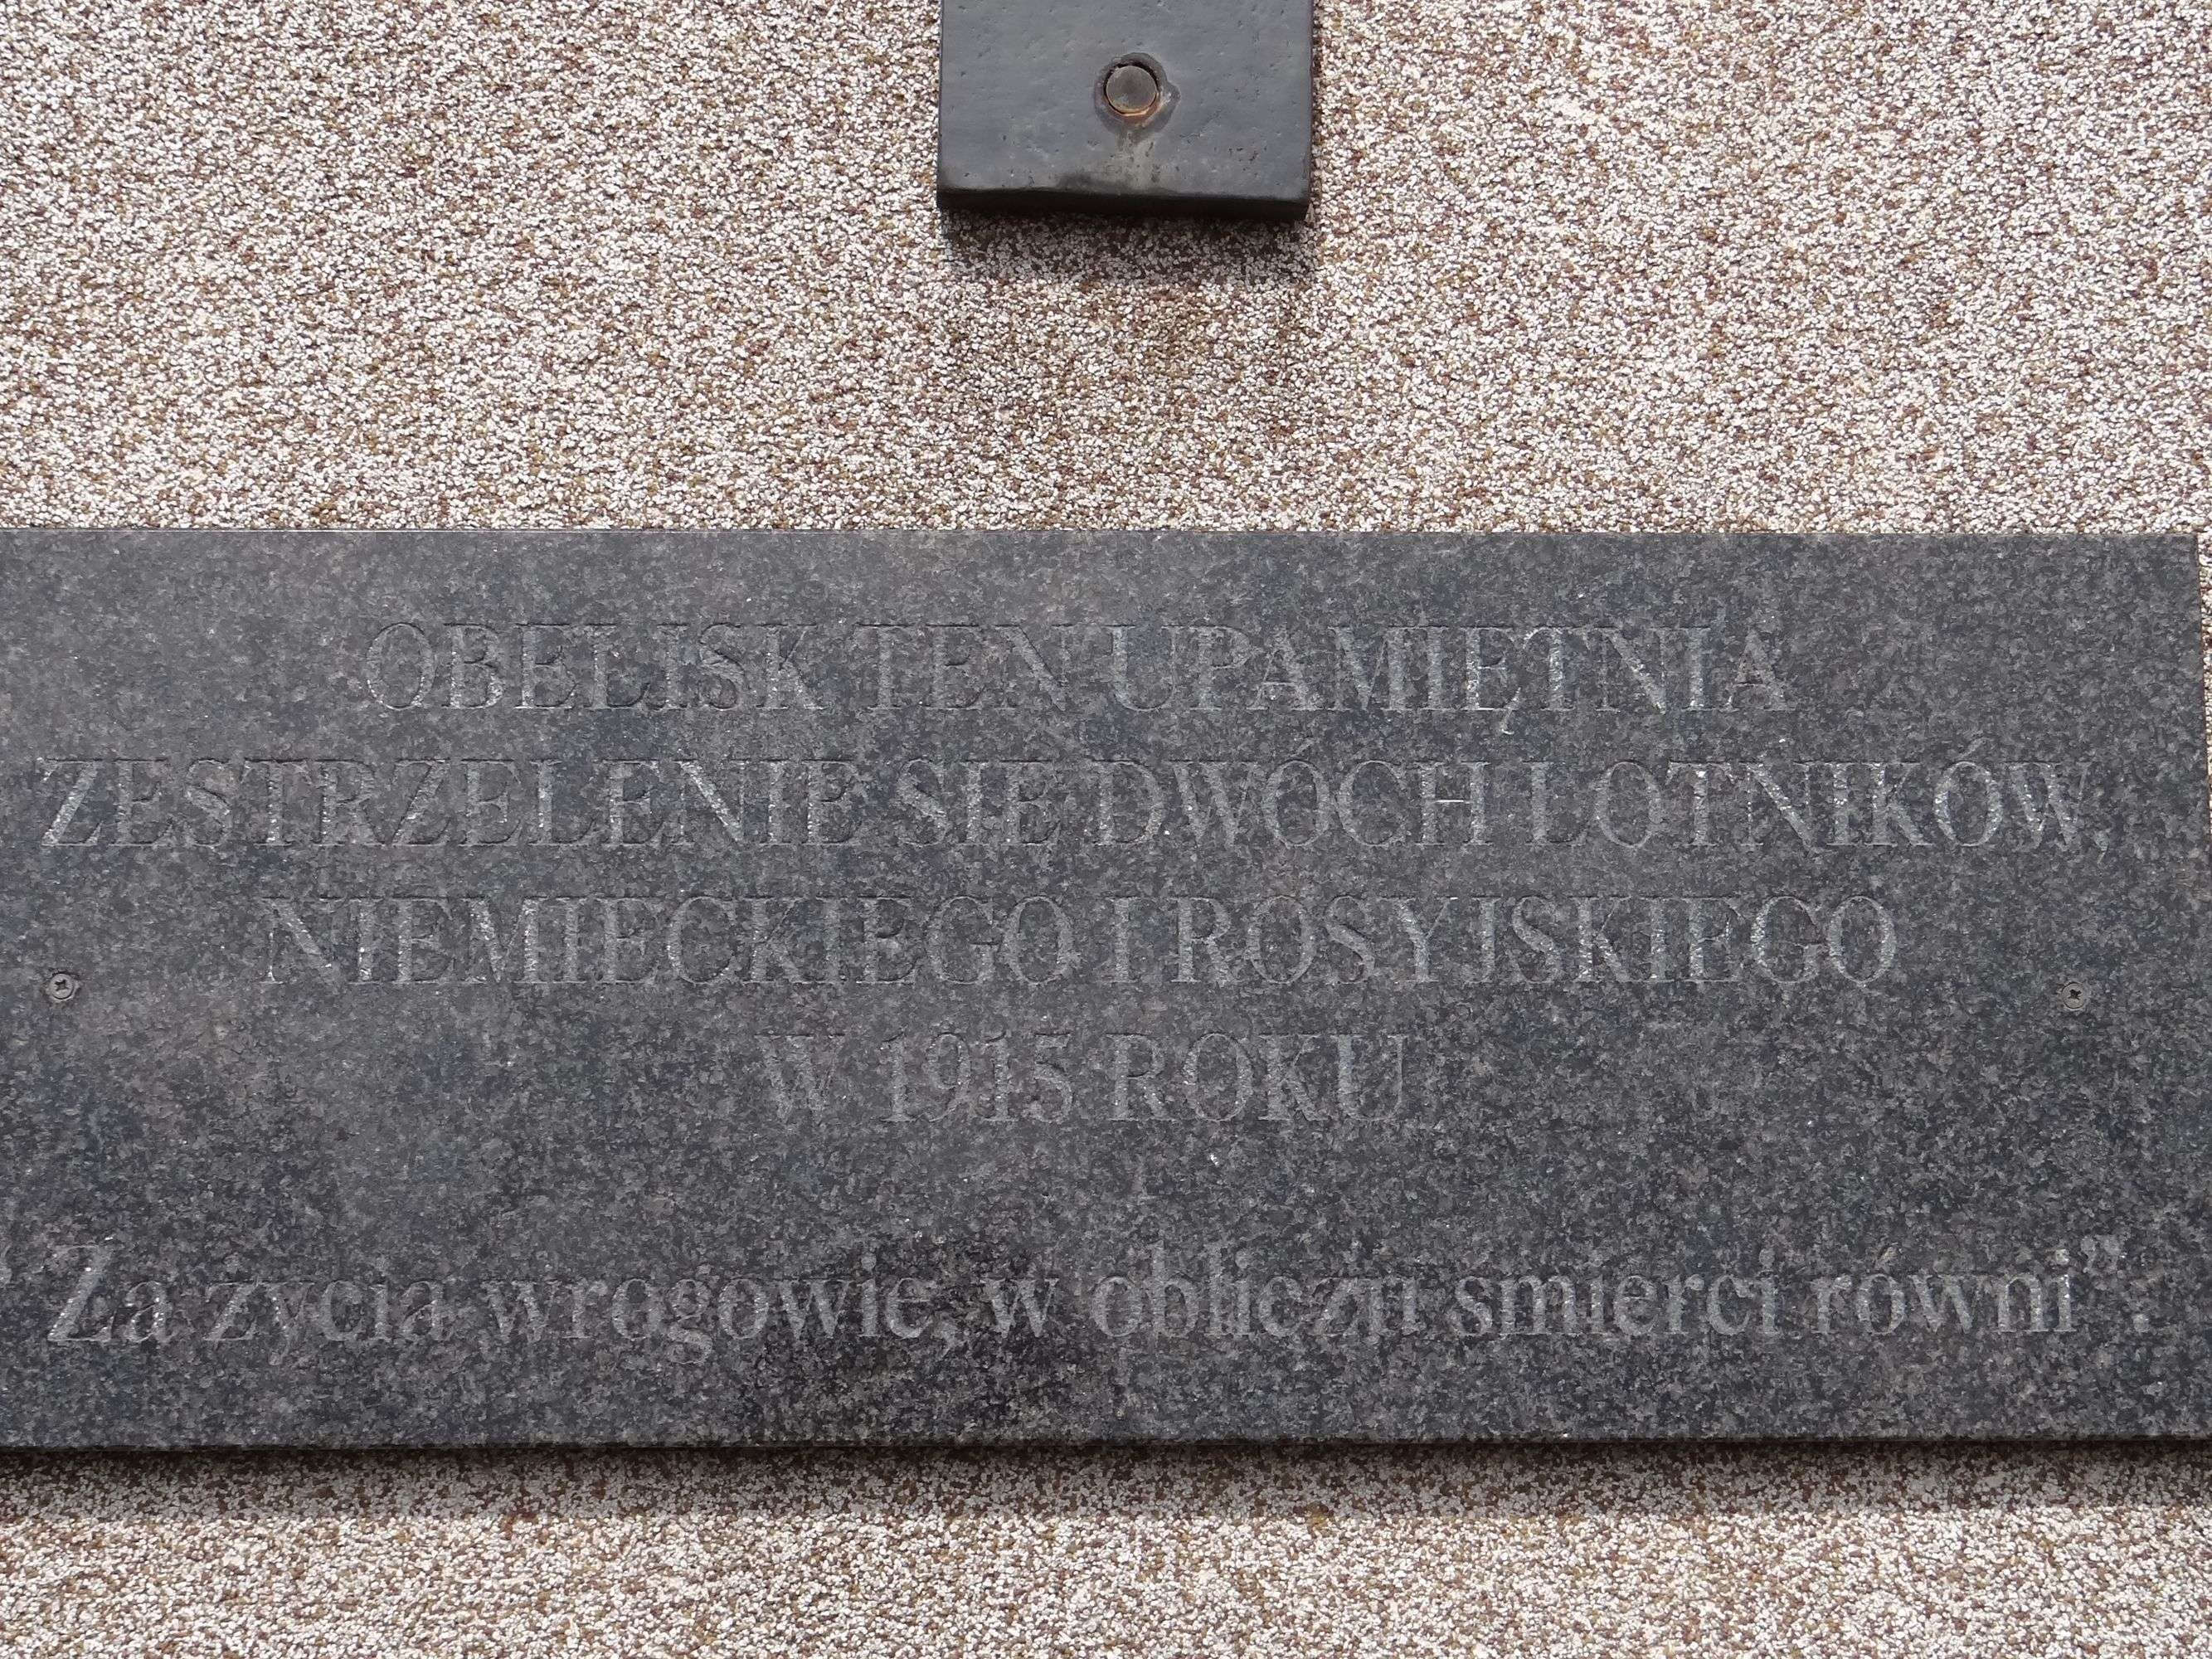 OBELISK TEN UPAMIĘTNIA
ZESTRZELENIE SIĘ DWÓCH LOTNIKÓW,
NIEMIECKIEGO I ROSYJSKIEGO
W 1915 ROKU.
"Za życia wrogowie, w obliczu śmierci równi".